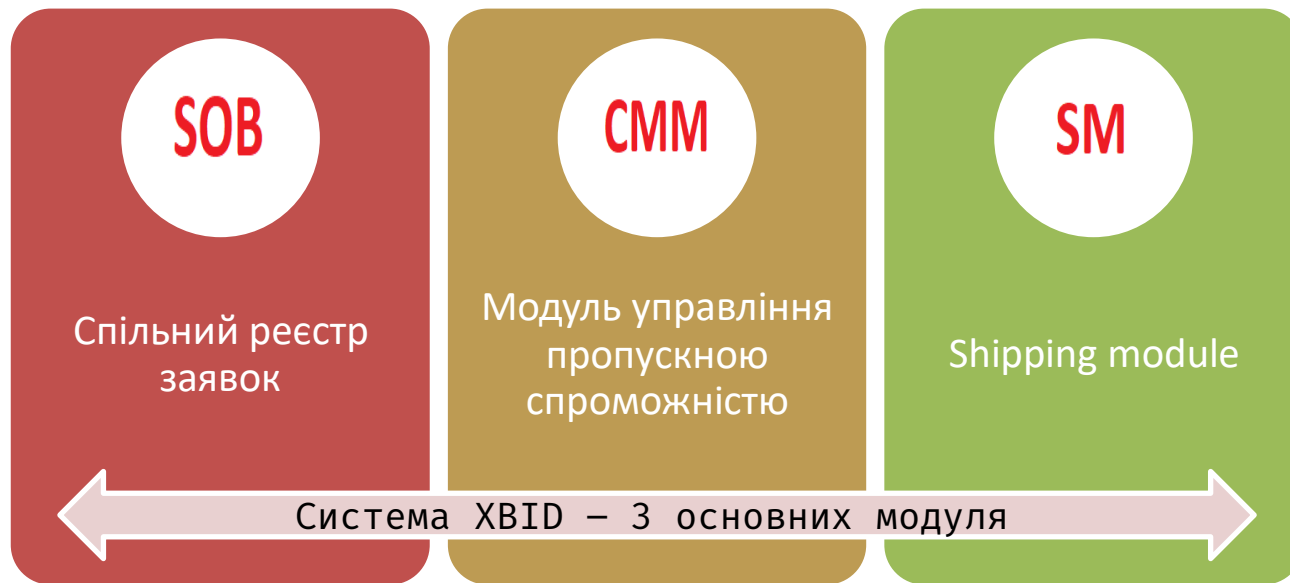 SOB
Спільний реєстр
заявок
CMM
Модуль управління
пропускною
спроможністю
SM
Shipping module
Система XBID – 3 основних модуля